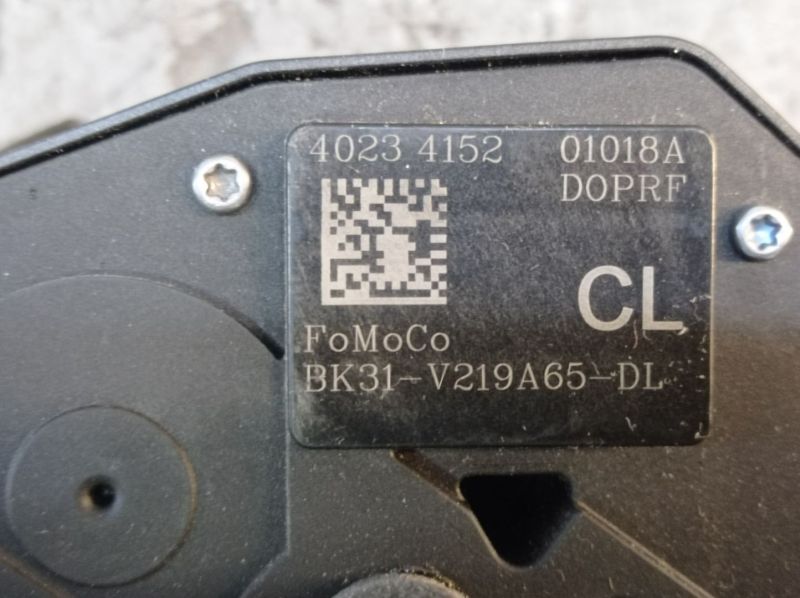 4023 4152 01018A
DOPRF
CL
FoMoCo
BK31-V219A65-DL